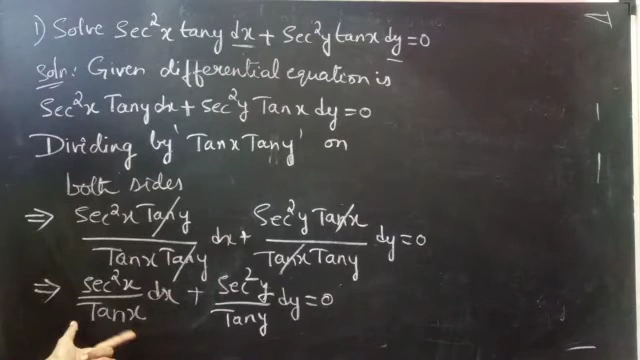 1) Solve Sec²x tany dx + Sec²y tanx dy = 0
Soln: Given differential equation is
Sec²x Tany dx + Sec²y Tanx dy = 0
Dividing by 'Tanx Tany' on
both sides
⇒ Sec²x Tany / Tanx Tany dx + Sec²y Tanx / Tanx Tany dy = 0
⇒ Sec²x / Tanx dx + Sec²y / Tany dy = 0